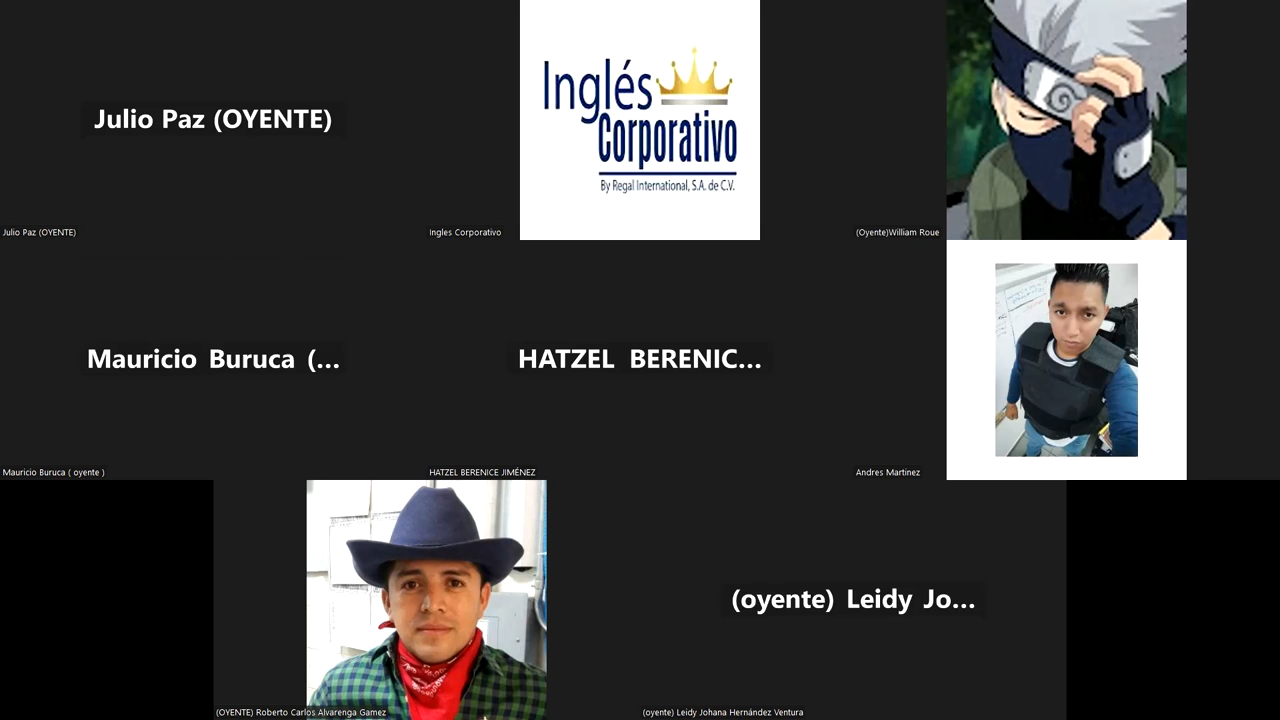 Julio Paz (OYENTE)
Julio Paz (OYENTE)
Inglés
Corporativo
By Regal International, S.A. de C.V.
Ingles Corporativo
(Oyente)William Roue
Mauricio Buruca (...
Mauricio Buruca ( oyente )
HATZEL BERENIC...
HATZEL BERENICE JIMÉNEZ
Andres Martinez
(OYENTE) Roberto Carlos Alvarenga Gamez
(oyente) Leidy Jo...
(oyente) Leidy Johana Hernández Ventura